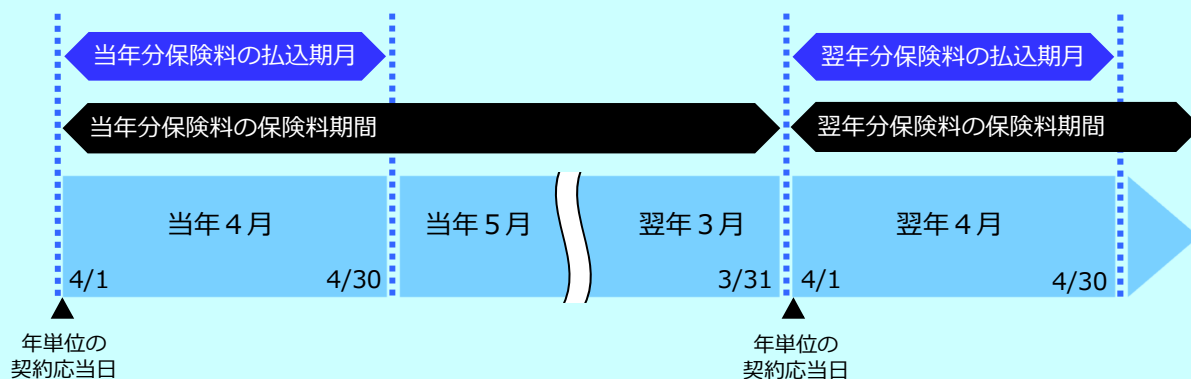 当年分保険料の払込期月
翌年分保険料の払込期月
当年分保険料の保険料期間
翌年分保険料の保険料期間
当年４月
当年５月
翌年３月
翌年４月
4/1
4/30
3/31
4/1
4/30
年単位の
契約応当日
年単位の
契約応当日